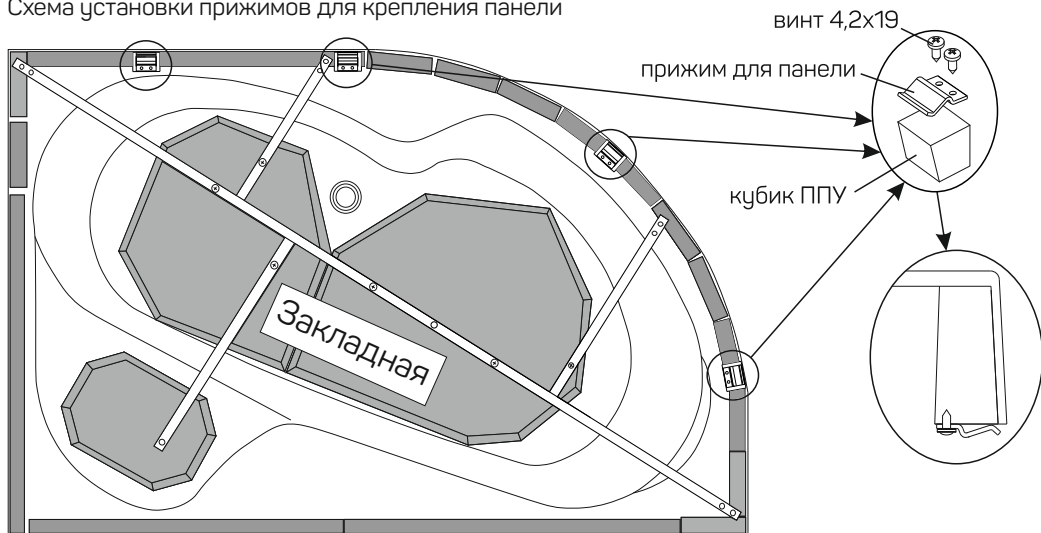 Схема установки прижимов для крепления панели
винт 4,2х19
прижим для панели
кубик ППУ
Закладная